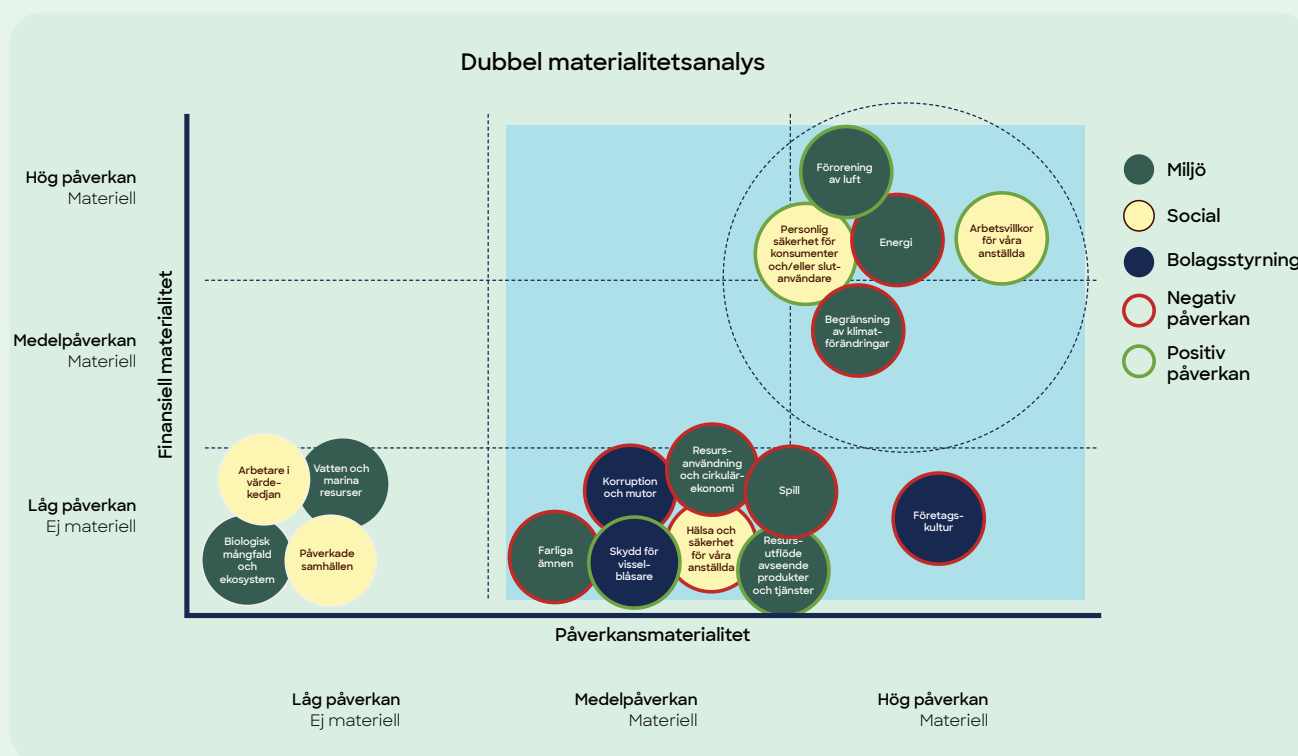 Dubbel materialitetsanalys
Hög påverkan
Materiell
Medelpåverkan
Materiell
Låg påverkan
Ej materiell
Finansiell materialitet
Förorening
av luft
Personlig
säkerhet för
konsumenter
och/eller slut-
användare
Energi
Arbetsvillkor
för våra
anställda
Begränsning
av klimat-
förändringar
Arbetare i
värde-
kedjan
Vatten och
marina
resurser
Biologisk
mångfald
och
ekosystem
Påverkade
samhällen
Korruption
och mutor
Resurs-
användning
och cirkulär-
ekonomi
Spill
Företags-
kultur
Farliga
ämnen
Skydd för
vissel-
blåsare
Hälsa och
säkerhet
för våra
anställda
Resurs-
utflöde
avseende
produkter
och tjänster
Påverkansmaterialitet
Låg påverkan
Ej materiell
Medelpåverkan
Materiell
Hög påverkan
Materiell
Miljö
Social
Bolagsstyrning
Negativ
påverkan
Positiv
påverkan